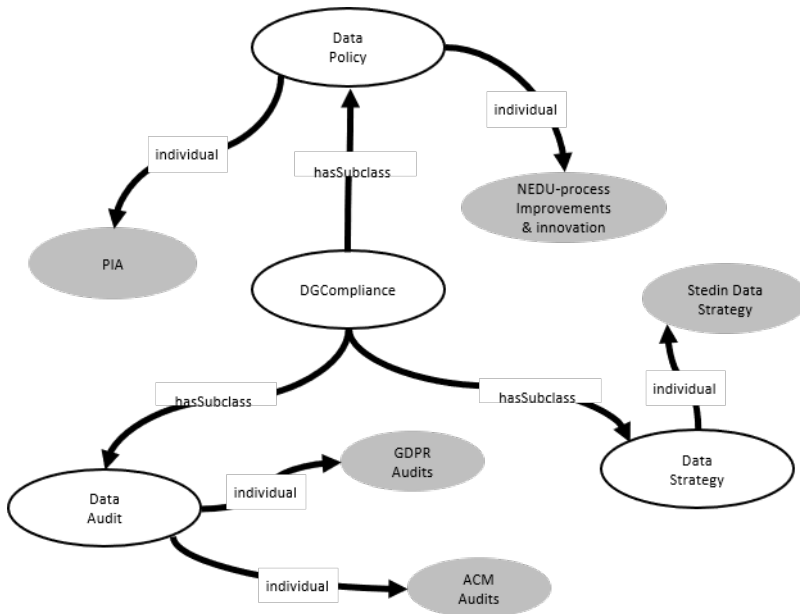 Data
Policy
individual
individual
hasSubclass
NEDU-process
Improvements
& innovation
PIA
DGCompliance
Stedin Data
Strategy
individual
hasSubclass
hasSubclass
GDPR
Audits
Data
Strategy
individual
Data
Audit
individual
ACM
Audits